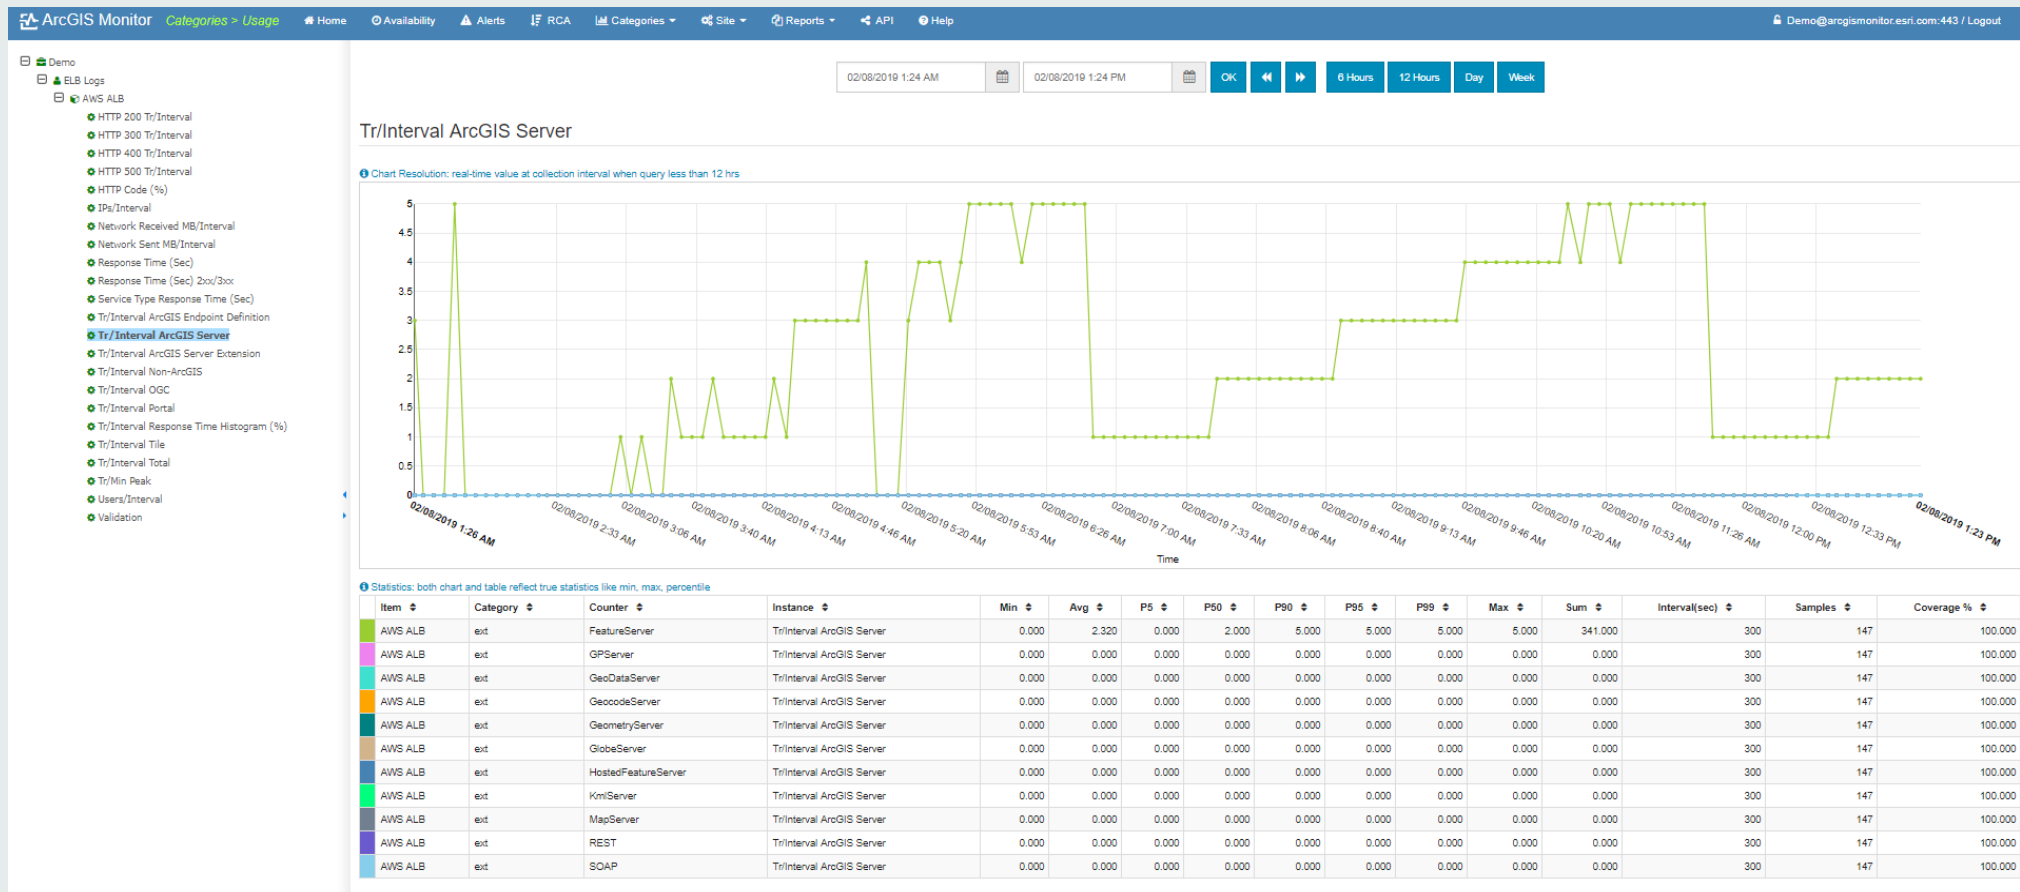 ArcGIS Monitor Categories > Usage Home Availability Alerts RCA Categories Site Reports API Help Demo@arcgismonitor.esri.com:443 / Logout
Demo
ELB Logs
AWS ALB
HTTP 200 Tr/Interval
HTTP 300 Tr/Interval
HTTP 400 Tr/Interval
HTTP 500 Tr/Interval
HTTP Code (%)
IPs/Interval
Network Received MB/Interval
Network Sent MB/Interval
Response Time (Sec)
Response Time (Sec) 2xx/3xx
Service Type Response Time (Sec)
Tr/Interval ArcGIS Endpoint Definition
Tr/Interval ArcGIS Server
Tr/Interval ArcGIS Server Extension
Tr/Interval Non-ArcGIS
Tr/Interval OGC
Tr/Interval Portal
Tr/Interval Response Time Histogram (%)
Tr/Interval Tile
Tr/Interval Total
Tr/Min Peak
Users/Interval
Validation
02/08/2019 1:24 AM 02/08/2019 1:24 PM OK 6 Hours 12 Hours Day Week
Tr/Interval ArcGIS Server
Chart Resolution: real-time value at collection interval when query less than 12 hrs
5
4.5
4
3.5
3
2.5
2
1.5
1
0.5
0
02/08/2019 1:26 AM
02/08/2019 2:33 AM
02/08/2019 3:06 AM
02/08/2019 3:40 AM
02/08/2019 4:13 AM
02/08/2019 4:46 AM
02/08/2019 5:20 AM
02/08/2019 5:53 AM
02/08/2019 6:26 AM
02/08/2019 7:00 AM
02/08/2019 7:33 AM
02/08/2019 8:06 AM
02/08/2019 8:40 AM
02/08/2019 9:13 AM
02/08/2019 9:46 AM
02/08/2019 10:20 AM
02/08/2019 10:53 AM
02/08/2019 11:26 AM
02/08/2019 12:00 PM
02/08/2019 12:33 PM
02/08/2019 1:23 PM
Time
Statistics: both chart and table reflect true statistics like min, max, percentile
Item Category Counter Instance Min Avg P5 P50 P90 P95 P99 Max Sum Interval(sec) Samples Coverage %
AWS ALB ext FeatureServer Tr/Interval ArcGIS Server 0.000 2.320 0.000 2.000 5.000 5.000 5.000 5.000 341.000 300 147 100.000
AWS ALB ext GPServer Tr/Interval ArcGIS Server 0.000 0.000 0.000 0.000 0.000 0.000 0.000 0.000 0.000 300 147 100.000
AWS ALB ext GeoDataServer Tr/Interval ArcGIS Server 0.000 0.000 0.000 0.000 0.000 0.000 0.000 0.000 0.000 300 147 100.000
AWS ALB ext GeocodeServer Tr/Interval ArcGIS Server 0.000 0.000 0.000 0.000 0.000 0.000 0.000 0.000 0.000 300 147 100.000
AWS ALB ext GeometryServer Tr/Interval ArcGIS Server 0.000 0.000 0.000 0.000 0.000 0.000 0.000 0.000 0.000 300 147 100.000
AWS ALB ext GlobeServer Tr/Interval ArcGIS Server 0.000 0.000 0.000 0.000 0.000 0.000 0.000 0.000 0.000 300 147 100.000
AWS ALB ext HostedFeatureServer Tr/Interval ArcGIS Server 0.000 0.000 0.000 0.000 0.000 0.000 0.000 0.000 0.000 300 147 100.000
AWS ALB ext KmlServer Tr/Interval ArcGIS Server 0.000 0.000 0.000 0.000 0.000 0.000 0.000 0.000 0.000 300 147 100.000
AWS ALB ext MapServer Tr/Interval ArcGIS Server 0.000 0.000 0.000 0.000 0.000 0.000 0.000 0.000 0.000 300 147 100.000
AWS ALB ext REST Tr/Interval ArcGIS Server 0.000 0.000 0.000 0.000 0.000 0.000 0.000 0.000 0.000 300 147 100.000
AWS ALB ext SOAP Tr/Interval ArcGIS Server 0.000 0.000 0.000 0.000 0.000 0.000 0.000 0.000 0.000 300 147 100.000